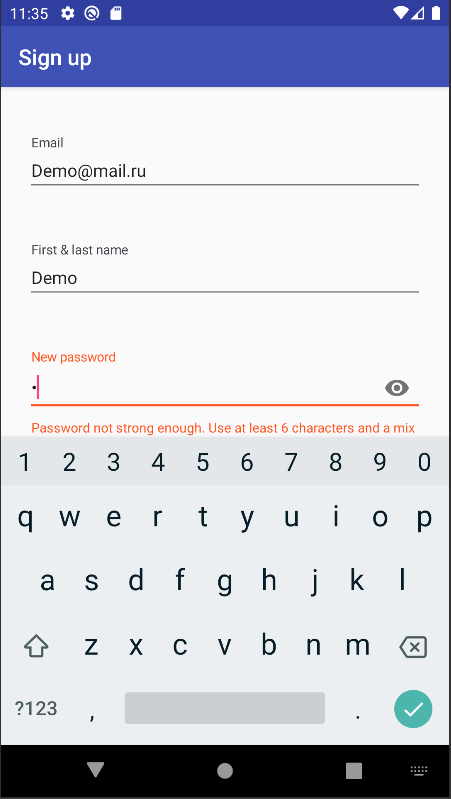 11:35
Sign up
Email
Demo@mail.ru
First & last name
Demo
New password
•
Password not strong enough. Use at least 6 characters and a mix
1 2 3 4 5 6 7 8 9 0
q w e r t y u i o p
a s d f g h j k l
z x c v b n m
?123 , .